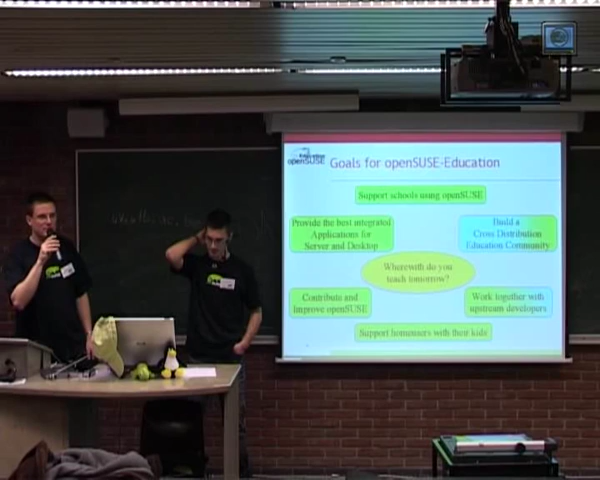 openSUSE
Goals for openSUSE-Education
Support schools using openSUSE
Provide the best integrated
Applications for
Server and Desktop
Build a
Cross Distribution
Education Community
Wherewith do you
teach tomorrow?
Contribute and
Improve openSUSE
Work together with
upstream developers
Support homeusers with their kids